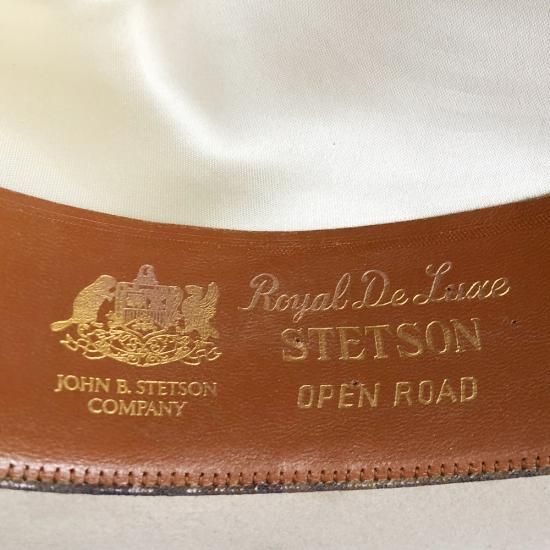 JOHN B. STETSON
COMPANY
Royal De Luxe
STETSON
OPEN ROAD